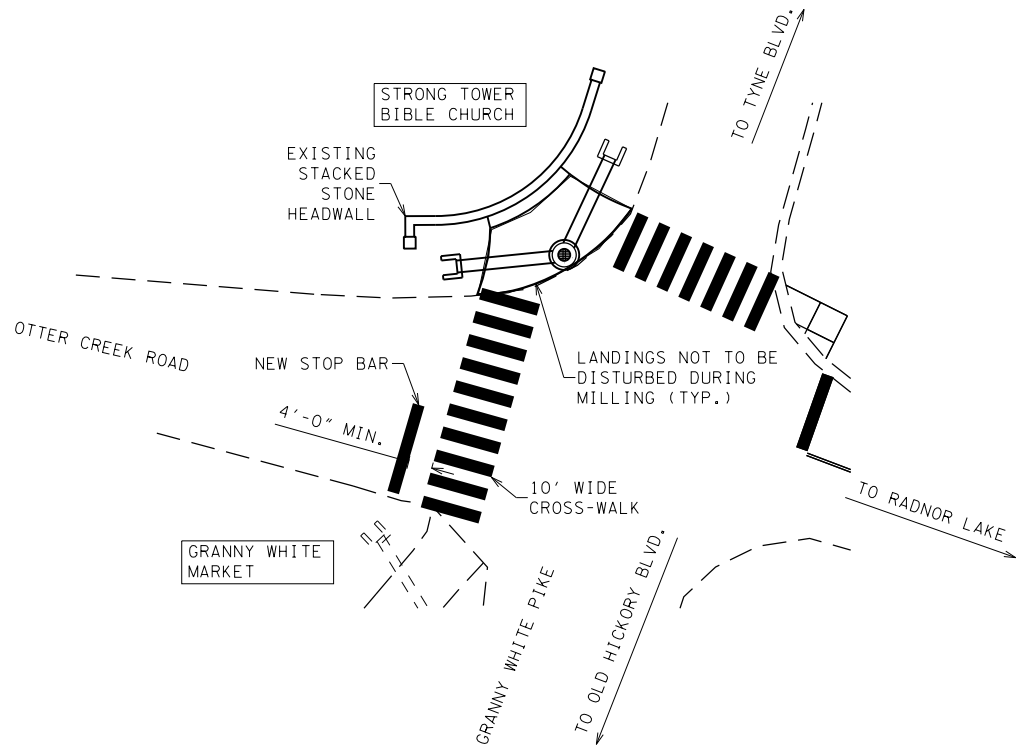 TO TYNE BLVD.
STRONG TOWER
BIBLE CHURCH
EXISTING
STACKED
STONE
HEADWALL
OTTER CREEK ROAD
NEW STOP BAR
LANDINGS NOT TO BE
DISTURBED DURING
MILLING (TYP.)
4'-0" MIN.
10' WIDE
CROSS-WALK
TO RADNOR LAKE
GRANNY WHITE
MARKET
GRANNY WHITE PIKE
TO OLD HICKORY BLVD.